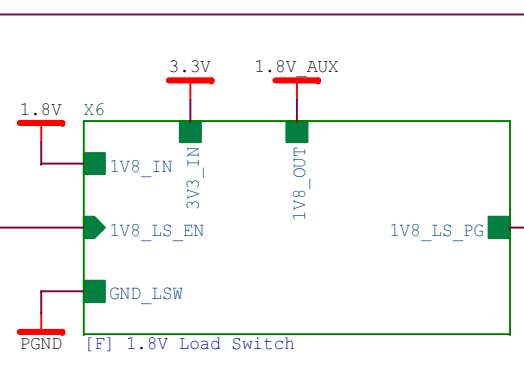 3.3V
1.8V_AUX
1.8V
X6
3V3_IN
1V8_OUT
1V8_IN
1V8_LS_EN
1V8_LS_PG
GND_LSW
PGND
[F] 1.8V Load Switch